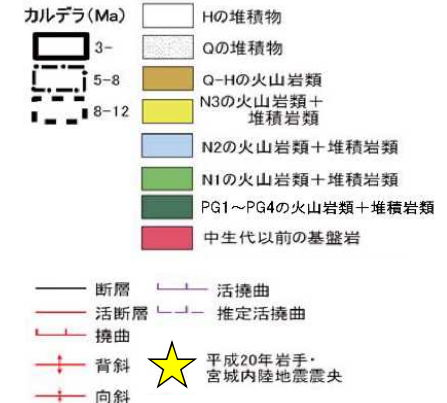 カルデラ(Ma)
3-
5-8
8-12
Hの堆積物
Qの堆積物
Q-Hの火山岩類
N3の火山岩類+
堆積岩類
N2の火山岩類+堆積岩類
N1の火山岩類+堆積岩類
PG1~PG4の火山岩類+堆積岩類
中生代以前の基盤岩
断層
活断層
撓曲
背斜
向斜
活撓曲
推定活撓曲
平成20年岩手・
宮城内陸地震震央